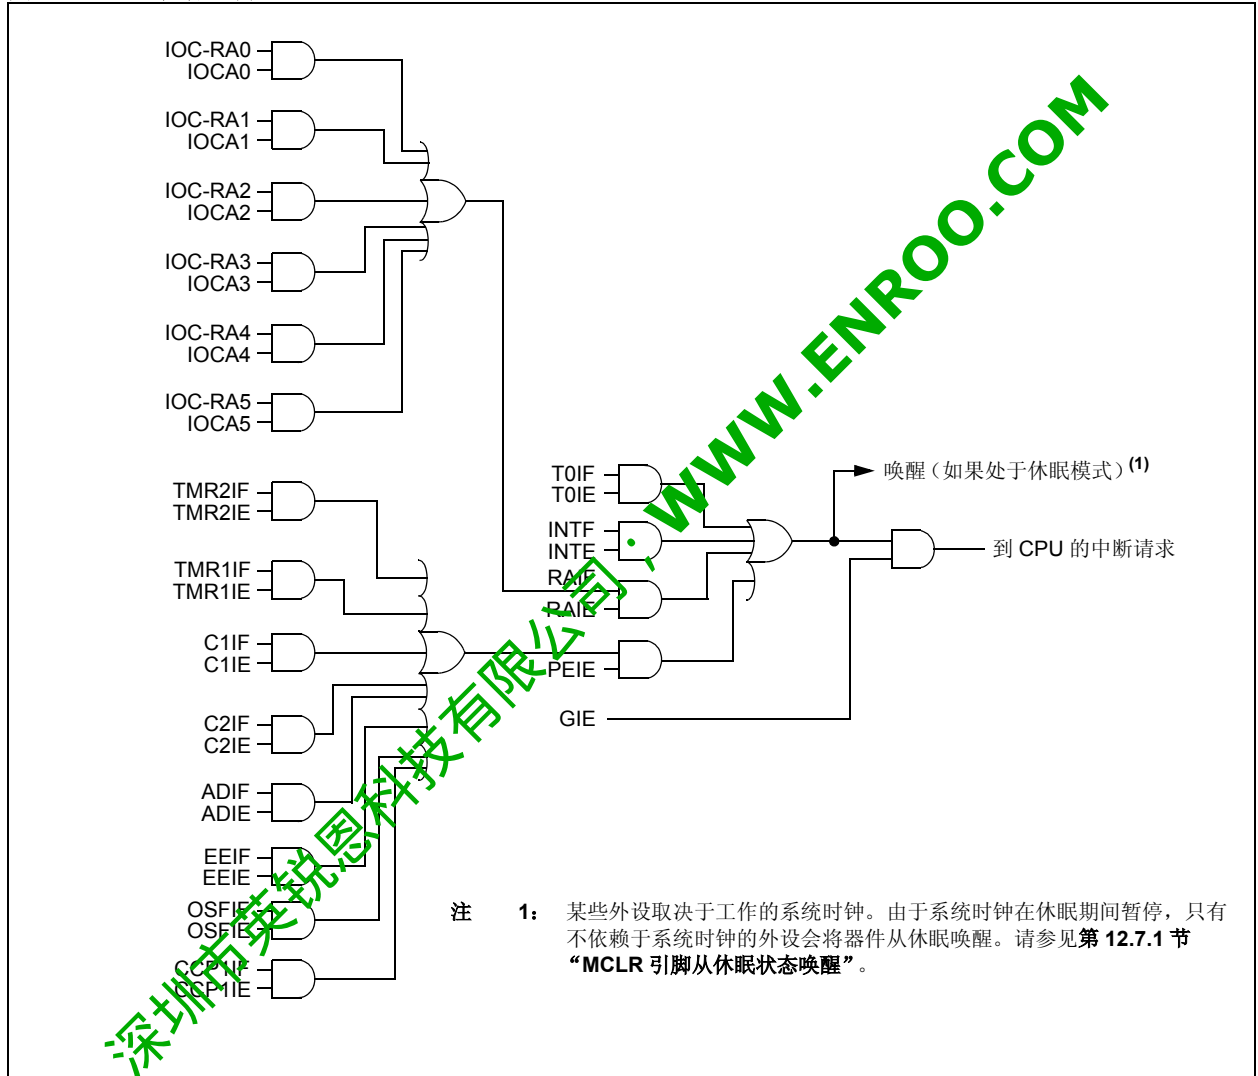 IOC-RA0
IOCA0
IOC-RA1
IOCA1
IOC-RA2
IOCA2
IOC-RA3
IOCA3
IOC-RA4
IOCA4
IOC-RA5
IOCA5
TMR2IF
TMR2IE
TMR1IF
TMR1IE
C1IF
C1IE
C2IF
C2IE
ADIF
ADIE
EEIF
EEIE
OSFIF
OSFIE
CCP1IF
CCP1IE
T0IF
T0IE
INTF
INTE
RAIF
RAIE
PEIE
GIE
唤醒（如果处于休眠模式）(1)
到 CPU 的中断请求
注 1： 某些外设取决于工作的系统时钟。由于系统时钟在休眠期间暂停，只有
不依赖于系统时钟的外设会将器件从休眠唤醒。请参见第 12.7.1 节
“MCLR 引脚从休眠状态唤醒”。
深圳市英锐恩科技有限公司；WWW.ENROO.COM